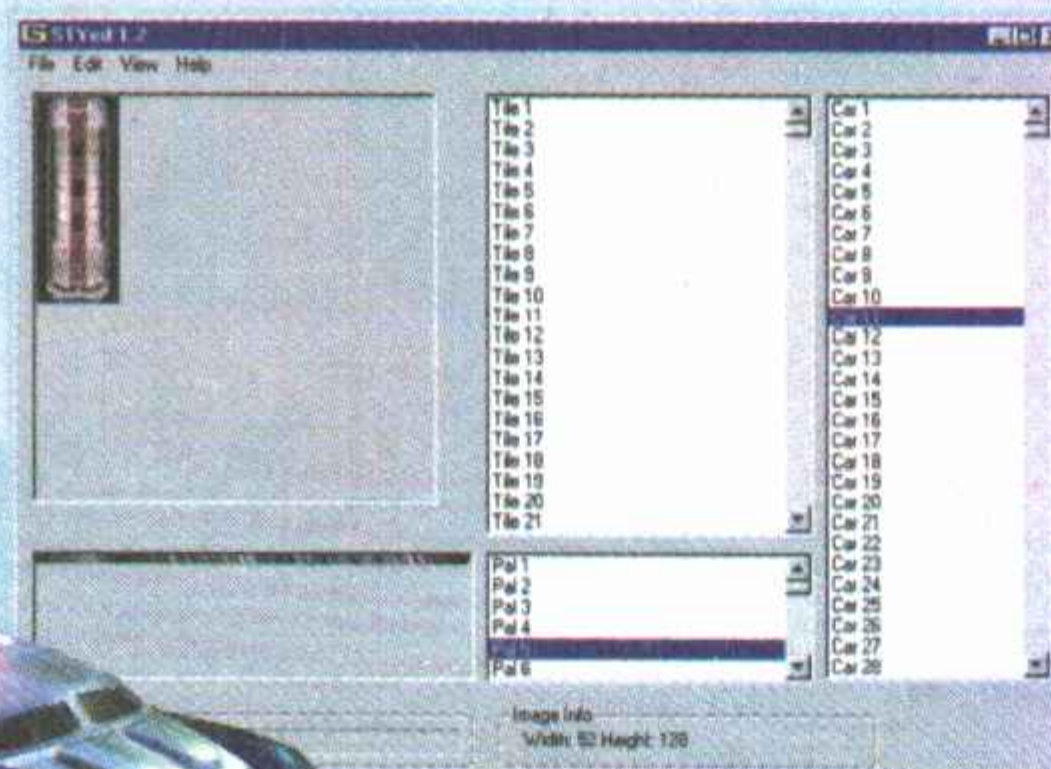 STYed 1.2
File Edit View Help
Tile 1
Tile 2
Tile 3
Tile 4
Tile 5
Tile 6
Tile 7
Tile 8
Tile 9
Tile 10
Tile 11
Tile 12
Tile 13
Tile 14
Tile 15
Tile 16
Tile 17
Tile 18
Tile 19
Tile 20
Tile 21
Car 1
Car 2
Car 3
Car 4
Car 5
Car 6
Car 7
Car 8
Car 9
Car 10
Car 11
Car 12
Car 13
Car 14
Car 15
Car 16
Car 17
Car 18
Car 19
Car 20
Car 21
Car 22
Car 23
Car 24
Car 25
Car 26
Car 27
Car 28
Pal 1
Pal 2
Pal 3
Pal 4
Pal 5
Pal 6
Image Info
Width: 52 Height: 128